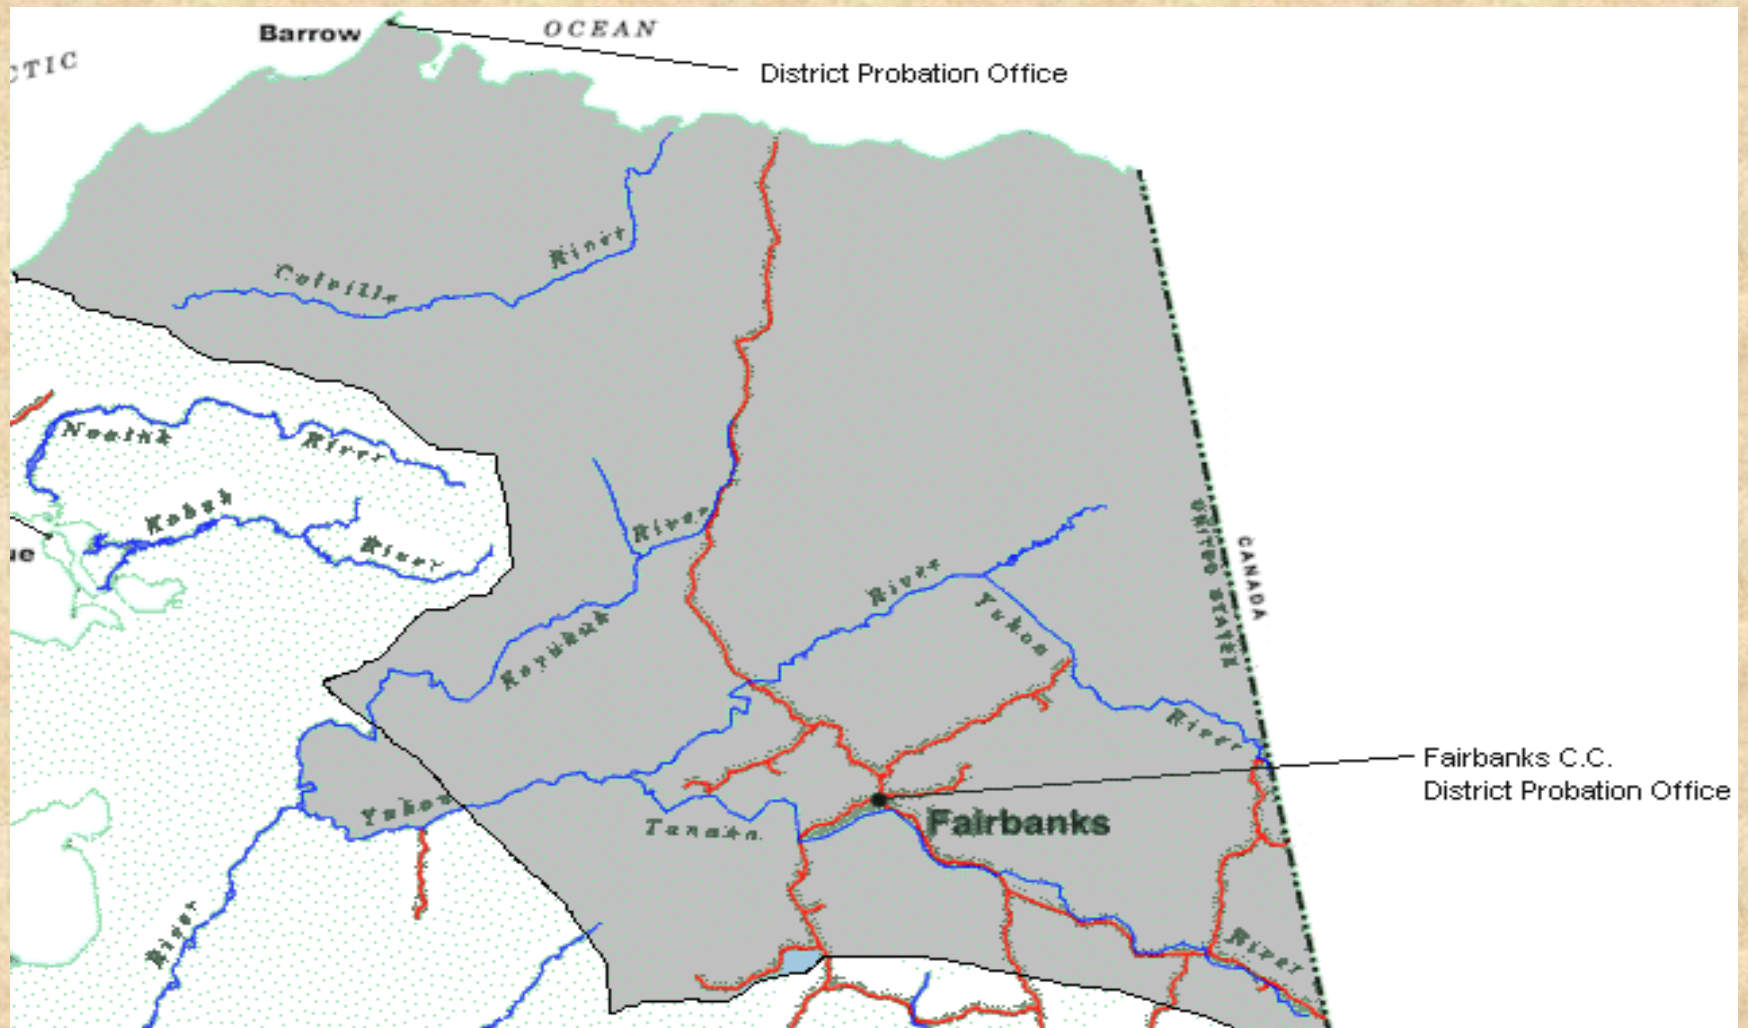 Barrow
OCEAN
CTIC
District Probation Office
River
Colville
Noatak
River
Kobuk
River
River
ue
River
Yukon
Koyukuk
UNITED STATES
CANADA
River
Fairbanks C.C.
District Probation Office
Yukon
Tanana
Fairbanks
River
River